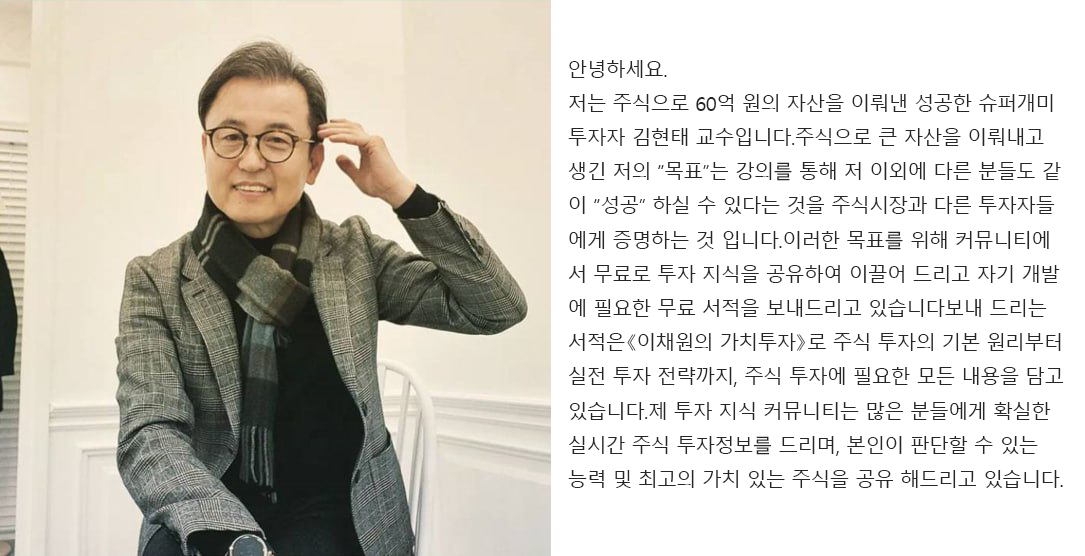 안녕하세요.
저는 주식으로 60억 원의 자산을 이뤄낸 성공한 슈퍼개미
투자자 김현태 교수입니다.주식으로 큰 자산을 이뤄내고
생긴 저의 "목표"는 강의를 통해 저 이외에 다른 분들도 같
이 "성공" 하실 수 있다는 것을 주식시장과 다른 투자자들
에게 증명하는 것 입니다.이러한 목표를 위해 커뮤니티에
서 무료로 투자 지식을 공유하여 이끌어 드리고 자기 개발
에 필요한 무료 서적을 보내드리고 있습니다보내 드리는
서적은《이채원의 가치투자》로 주식 투자의 기본 원리부터
실전 투자 전략까지, 주식 투자에 필요한 모든 내용을 담고
있습니다.제 투자 지식 커뮤니티는 많은 분들에게 확실한
실시간 주식 투자정보를 드리며, 본인이 판단할 수 있는
능력 및 최고의 가치 있는 주식을 공유 해드리고 있습니다.